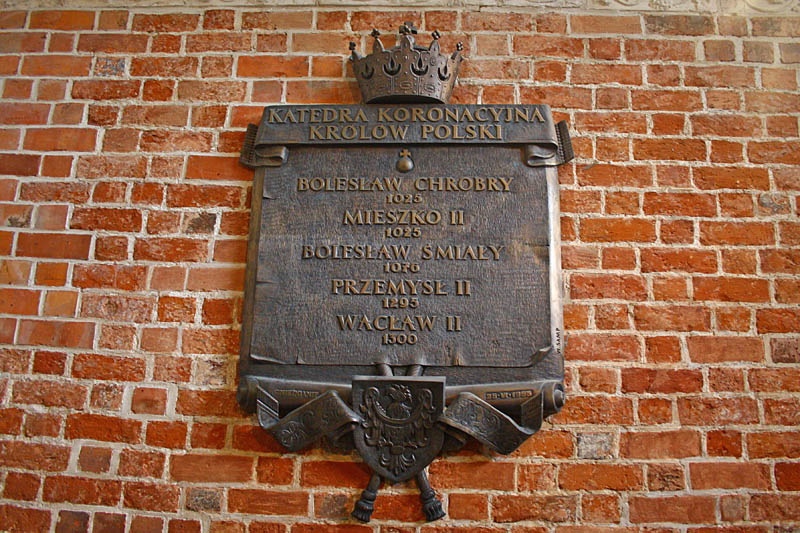 KATEDRA KORONACYJNA
KRÓLÓW POLSKI
BOLESŁAW CHROBRY
1025
MIESZKO II
1025
BOLESŁAW ŚMIAŁY
1076
PRZEMYSŁ II
1295
WACŁAW II
1300